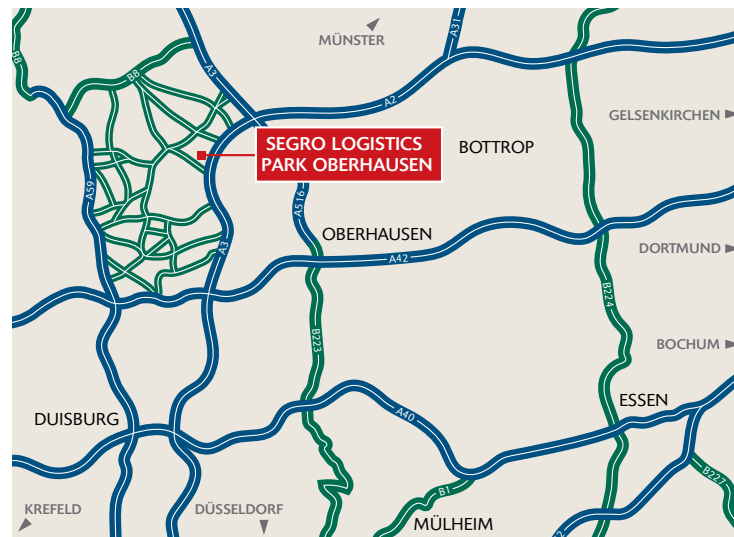 MÜNSTER
A31
B8
B8
A3
A2
GELSENKIRCHEN
SEGRO LOGISTICS
PARK OBERHAUSEN
BOTTROP
A59
A516
OBERHAUSEN
A3
A42
DORTMUND
B224
B223
BOCHUM
ESSEN
DUISBURG
A40
B227
B1
KREFELD
DÜSSELDORF
MÜLHEIM